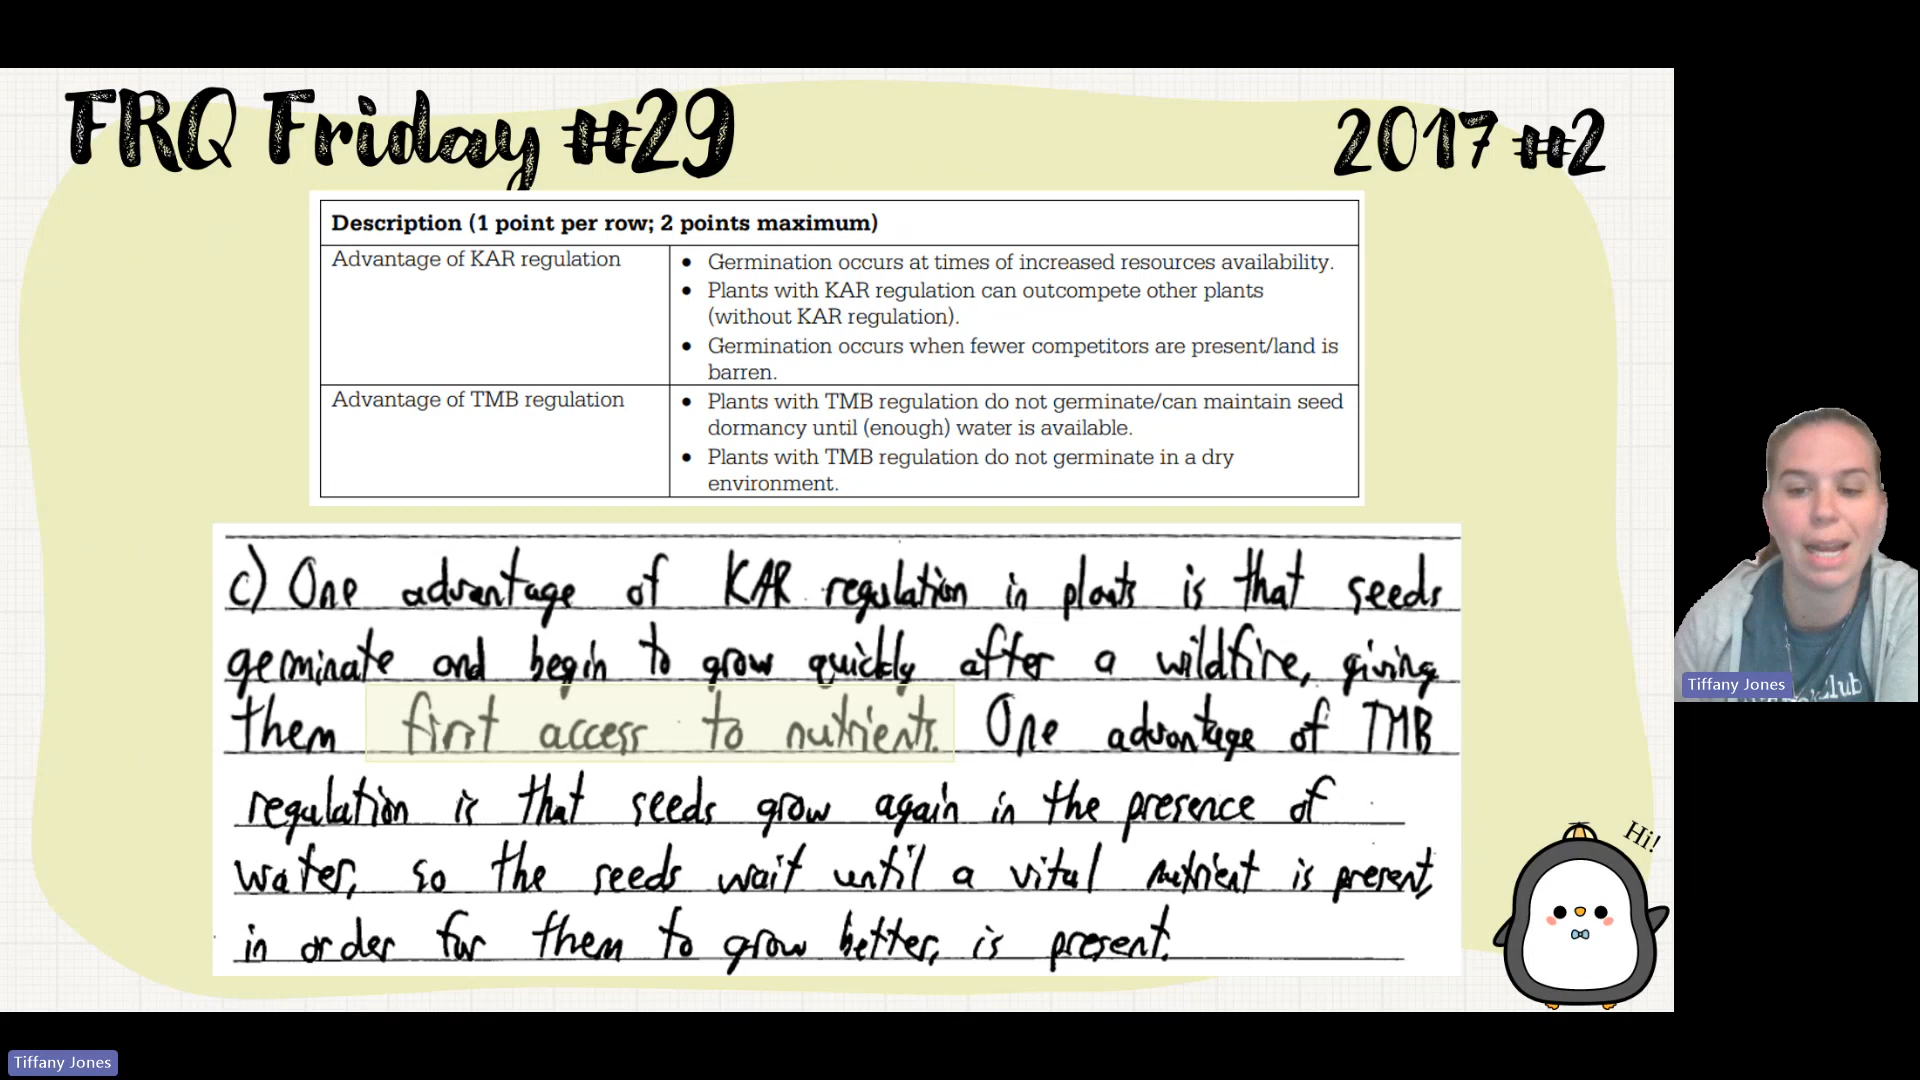 FRQ Friday #29
2017 #2
Description (1 point per row; 2 points maximum)
Advantage of KAR regulation
• Germination occurs at times of increased resources availability.
• Plants with KAR regulation can outcompete other plants
(without KAR regulation).
• Germination occurs when fewer competitors are present/land is
barren.
Advantage of TMB regulation
• Plants with TMB regulation do not germinate/can maintain seed
dormancy until (enough) water is available.
• Plants with TMB regulation do not germinate in a dry
environment.
c) One advantage of KAR regulation in plants is that seeds
geminate and begin to grow quickly after a wildfire, giving
them first access to nutrients. One advantage of TMB
regulation is that seeds grow again in the presence of
water, so the seeds wait until a vital nutrient is present,
in order for them to grow better, is present.
Hi!
Tiffany Jones
Club
Tiffany Jones